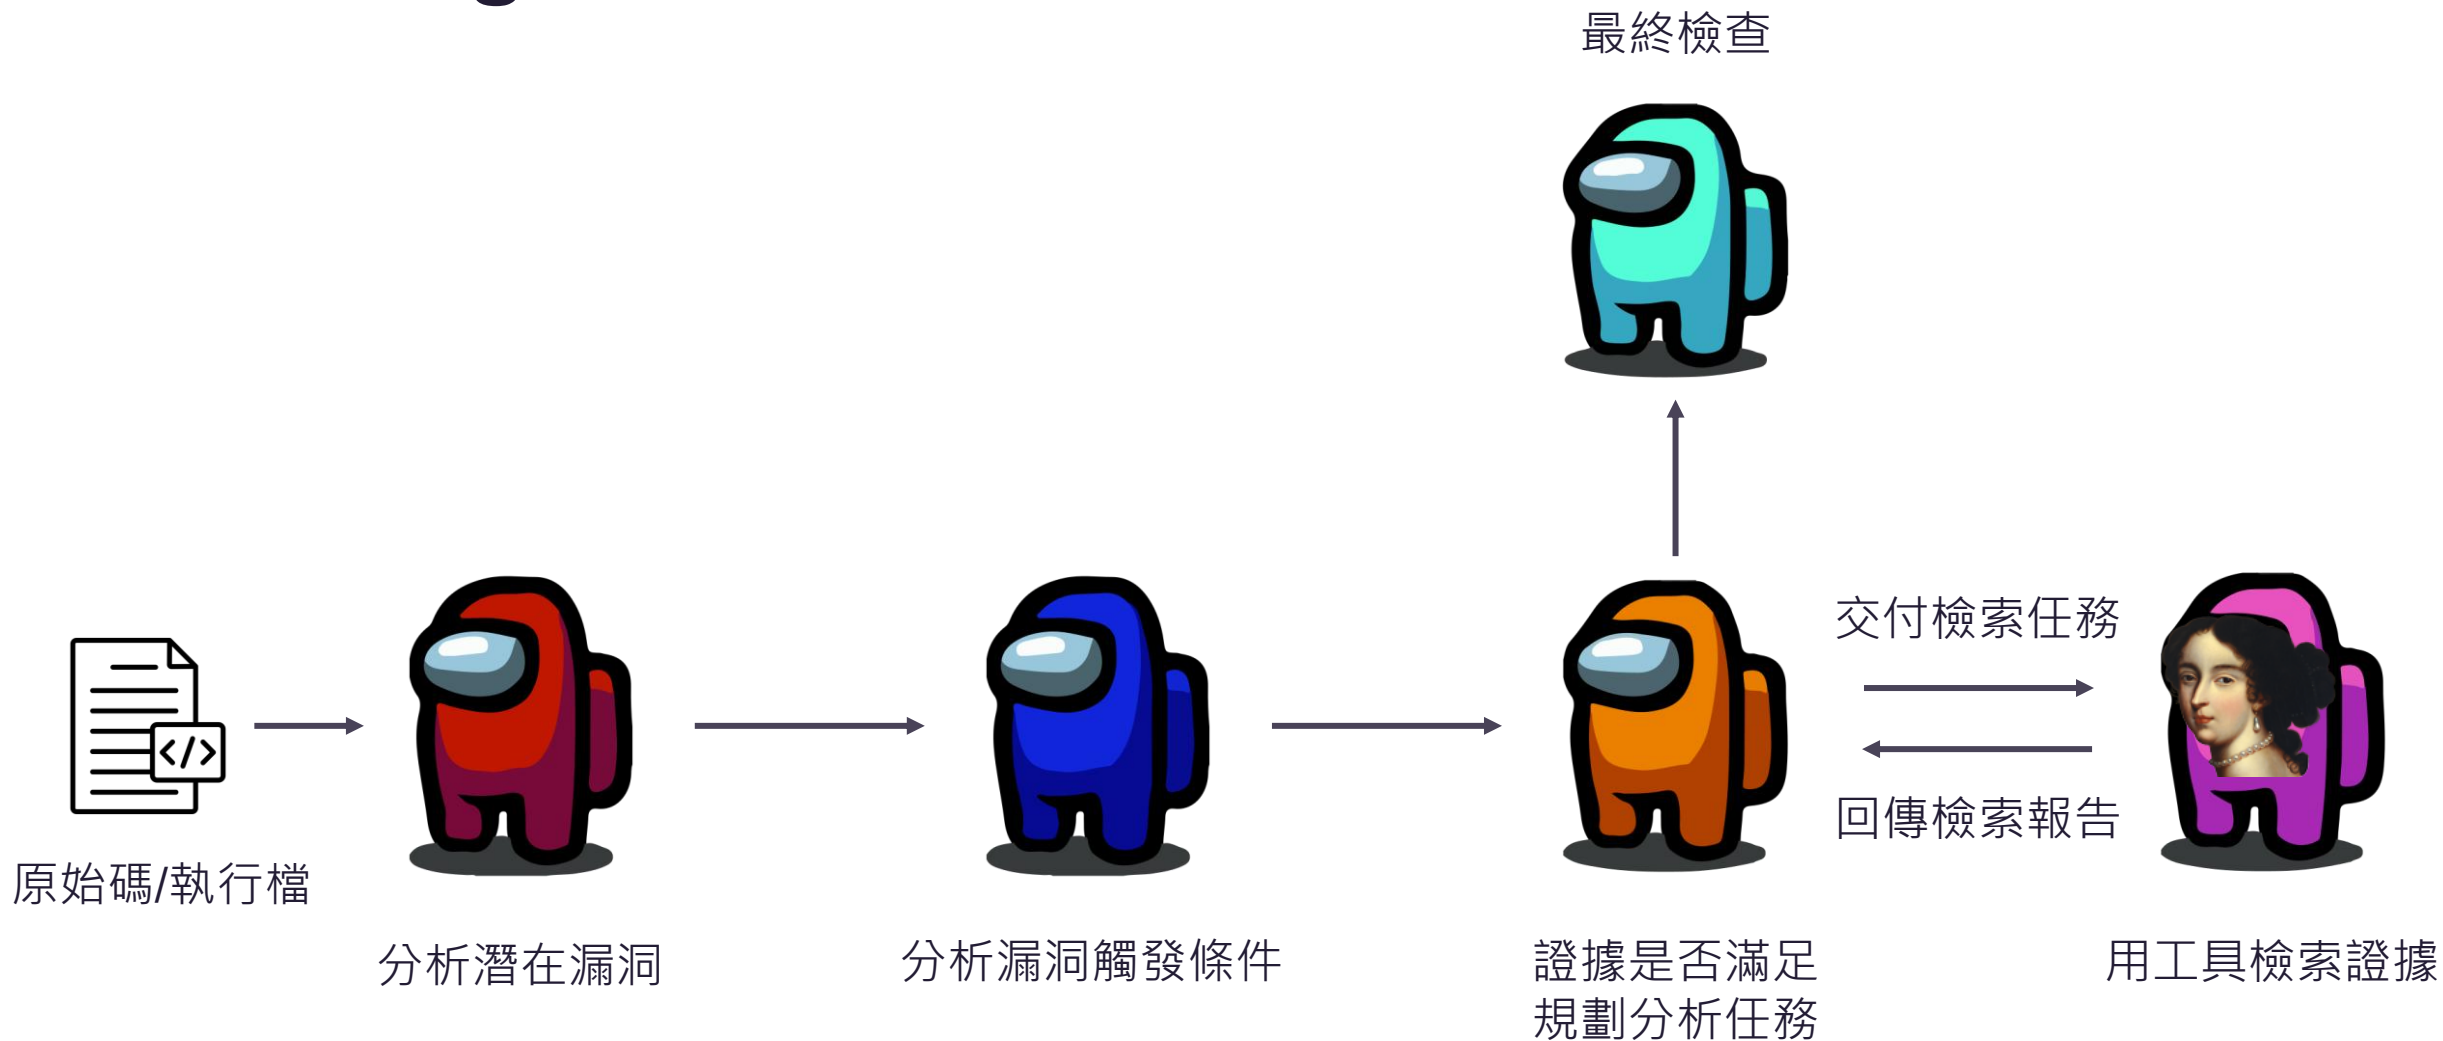 最終檢查
交付檢索任務
</>
回傳檢索報告
原始碼/執行檔
分析潛在漏洞
分析漏洞觸發條件
證據是否滿足
規劃分析任務
用工具檢索證據